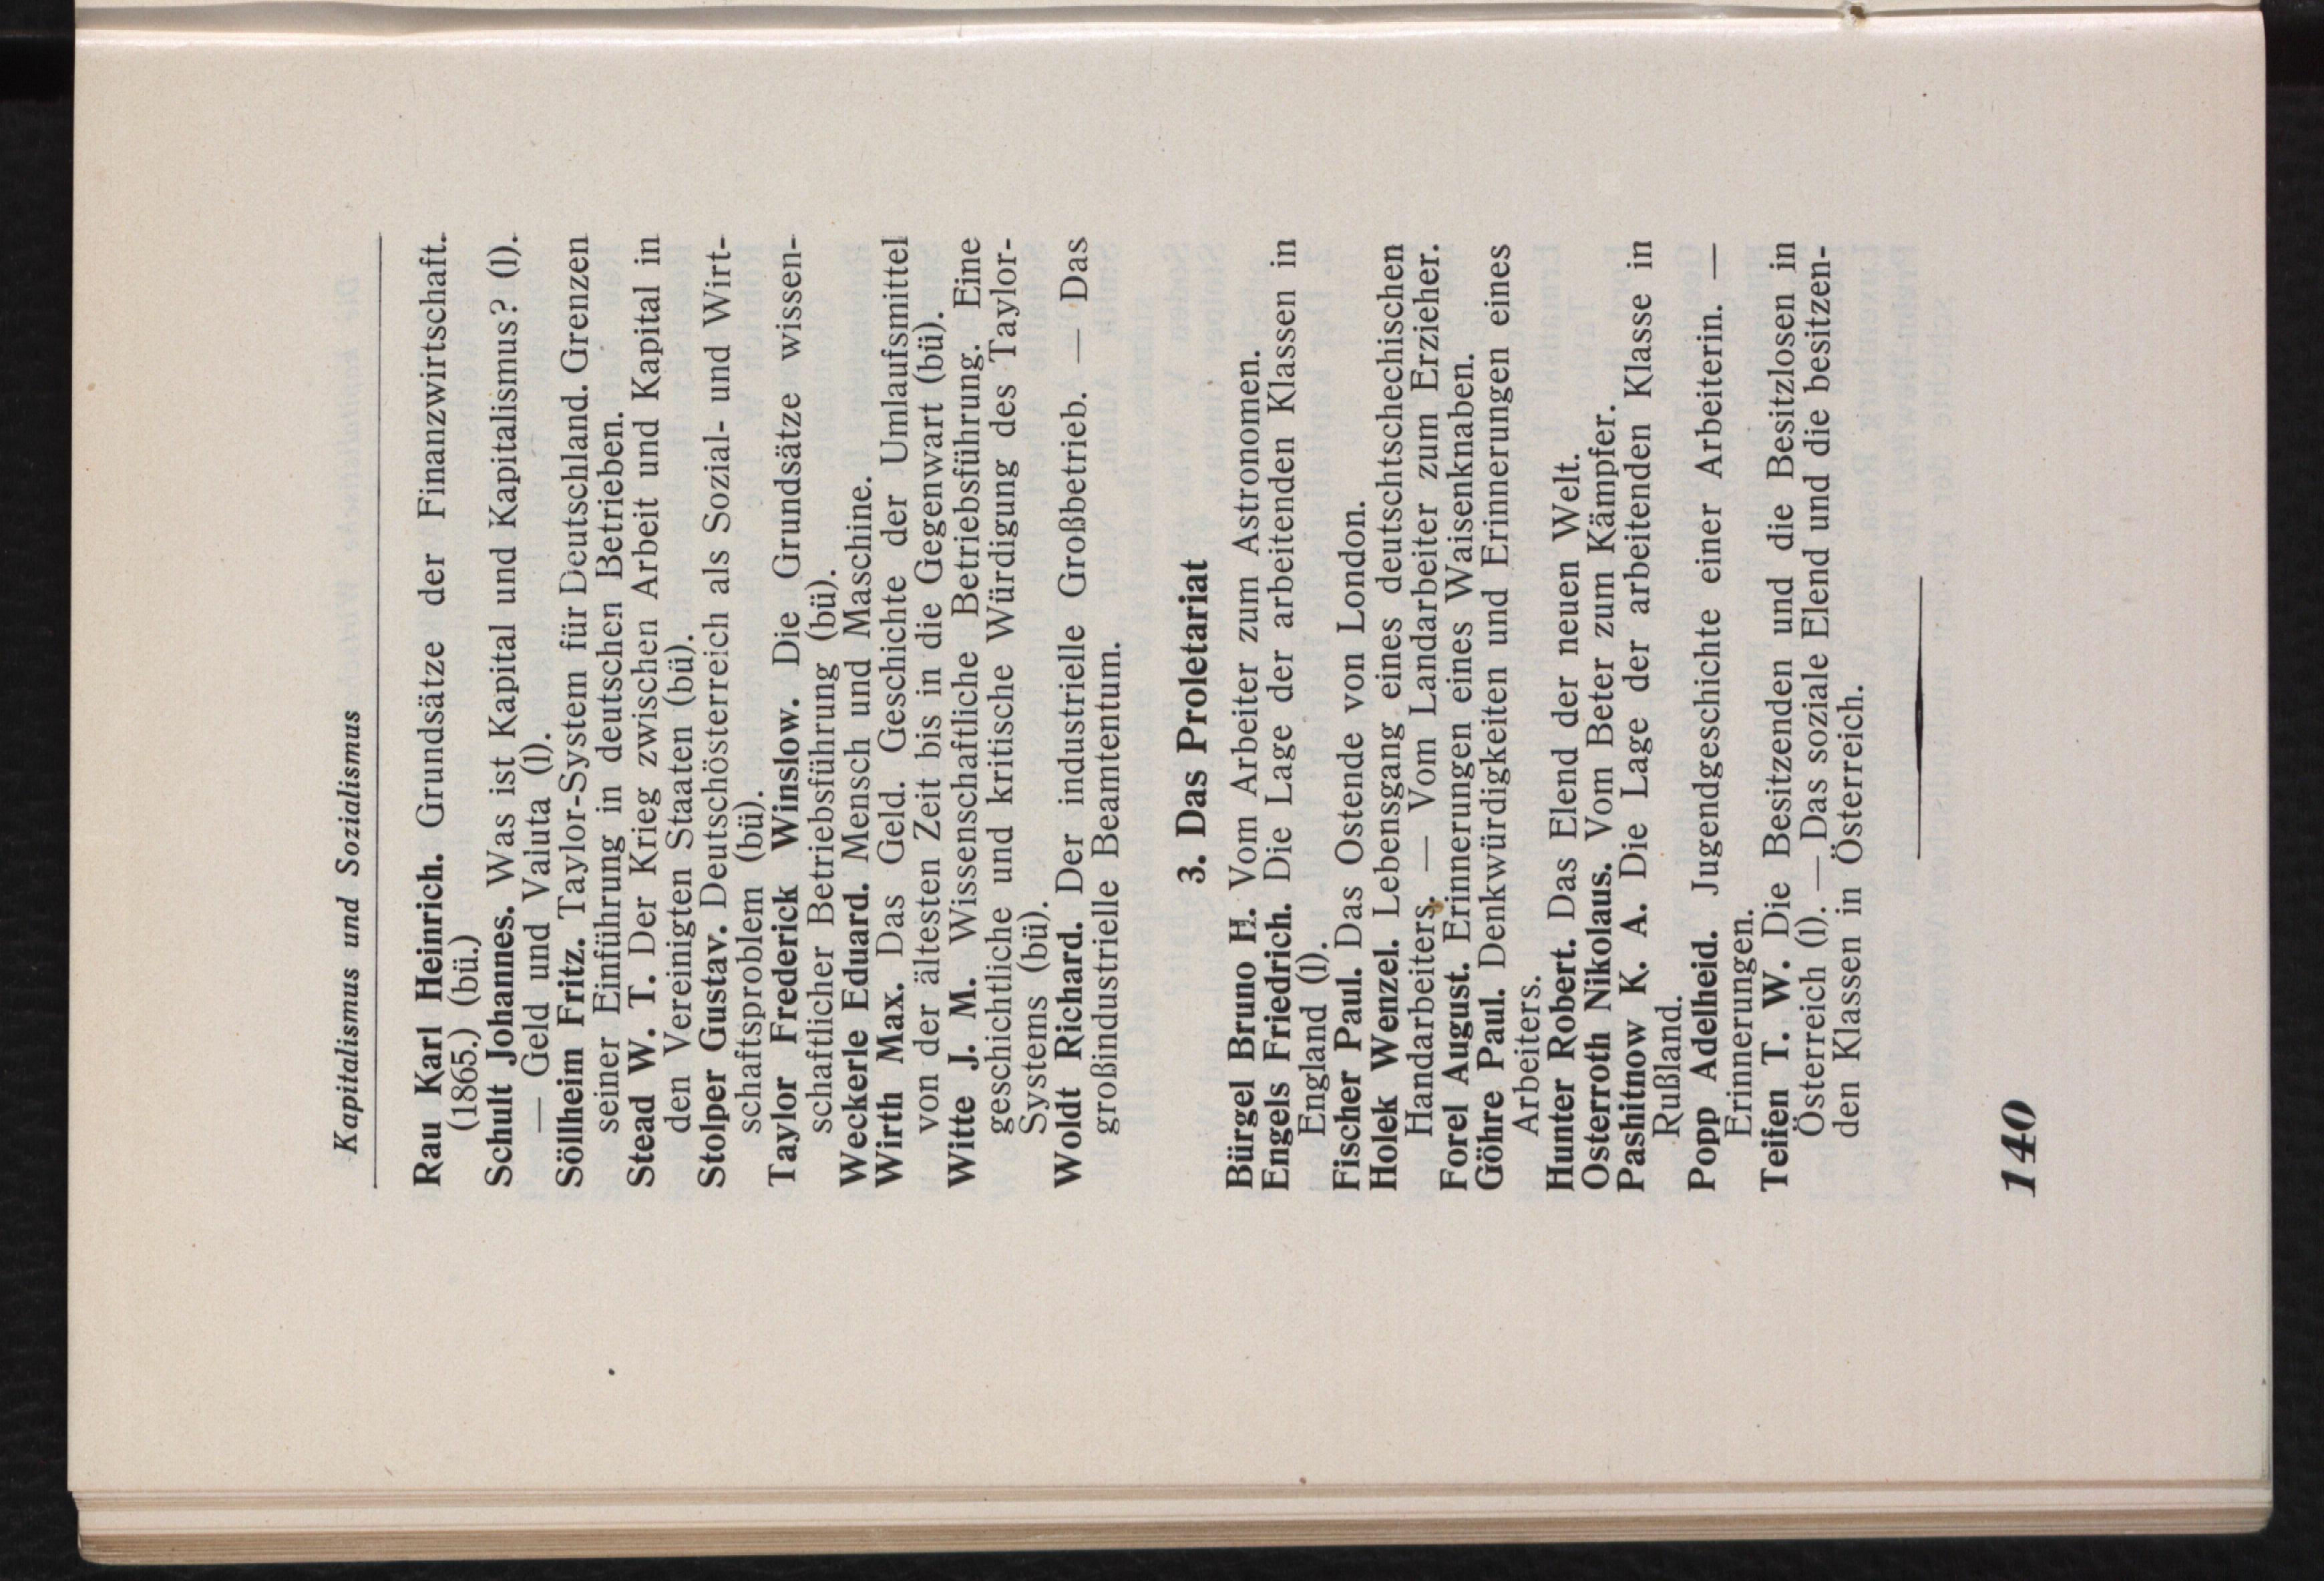 Kapitalismus und Sozialismus
Rau Karl Heinrich. Grundsätze der Finanzwirtschaft.
(1865.) (bü.)
Schult Johannes. Was ist Kapital und Kapitalismus? (l).
— Geld und Valuta (l).
Söllheim Fritz. Taylor-System für Deutschland. Grenzen
seiner Einführung in deutschen Betrieben.
Stead W. T. Der Krieg zwischen Arbeit und Kapital in
den Vereinigten Staaten (bü).
Stolper Gustav. Deutschösterreich als Sozial- und Wirt-
schaftsproblem (bü).
Taylor Frederick Winslow. Die Grundsätze wissen-
schaftlicher Betriebsführung (bü).
Weckerle Eduard. Mensch und Maschine.
Wirth Max. Das Geld. Geschichte der Umlaufsmittel
von der ältesten Zeit bis in die Gegenwart (bü).
Witte J. M. Wissenschaftliche Betriebsführung. Eine
geschichtliche und kritische Würdigung des Taylor-
Systems (bü).
Woldt Richard. Der industrielle Großbetrieb. — Das
großindustrielle Beamtentum.
3. Das Proletariat
Bürgel Bruno H. Vom Arbeiter zum Astronomen.
Engels Friedrich. Die Lage der arbeitenden Klassen in
England (l).
Fischer Paul. Das Ostende von London.
Holek Wenzel. Lebensgang eines deutschtschechischen
Handarbeiters. — Vom Landarbeiter zum Erzieher.
Forel August. Erinnerungen eines Waisenknaben.
Göhre Paul. Denkwürdigkeiten und Erinnerungen eines
Arbeiters.
Hunter Robert. Das Elend der neuen Welt.
Osterroth Nikolaus. Vom Beter zum Kämpfer.
Pashitnow K. A. Die Lage der arbeitenden Klasse in
Rußland.
Popp Adelheid. Jugendgeschichte einer Arbeiterin. —
Erinnerungen.
Teifen T. W. Die Besitzenden und die Besitzlosen in
Österreich (l). — Das soziale Elend und die besitzen-
den Klassen in Österreich.
140